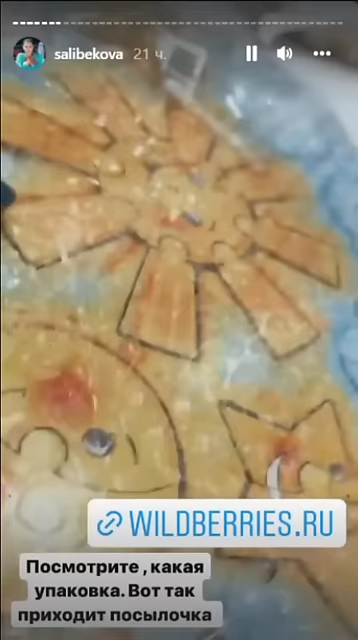 salibekova 21 ч.
WILDBERRIES.RU
Посмотрите , какая
упаковка. Вот так
приходит посылочка